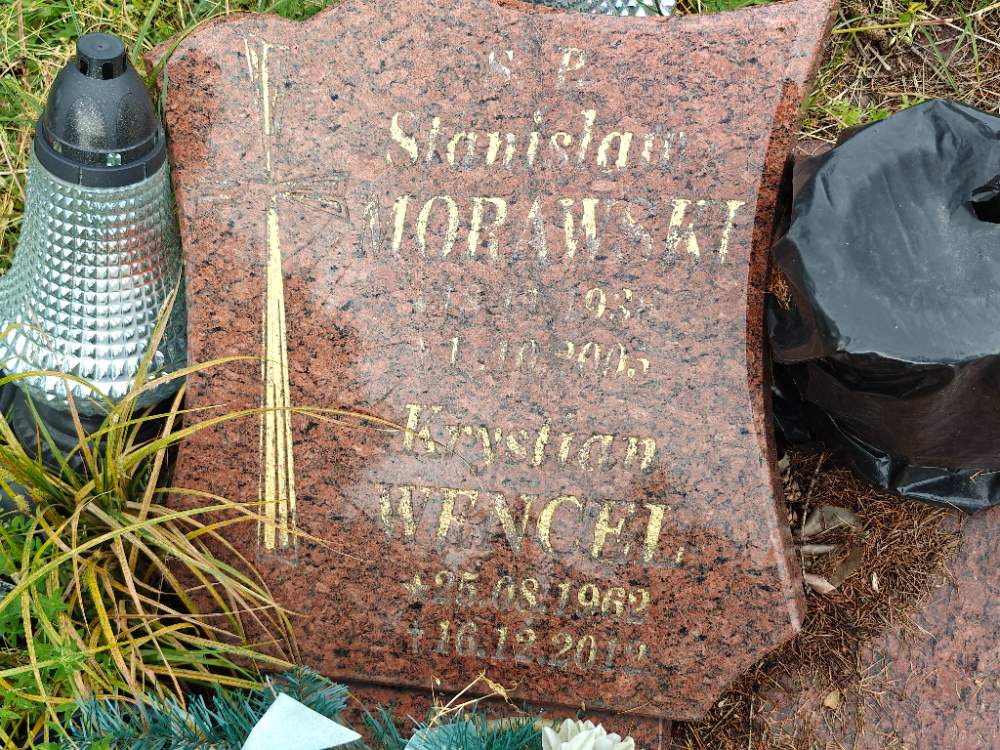 S P
Stanisław
MORAWSKI
Krystian
WENCEL
★25.08.1962
†16.12.2012